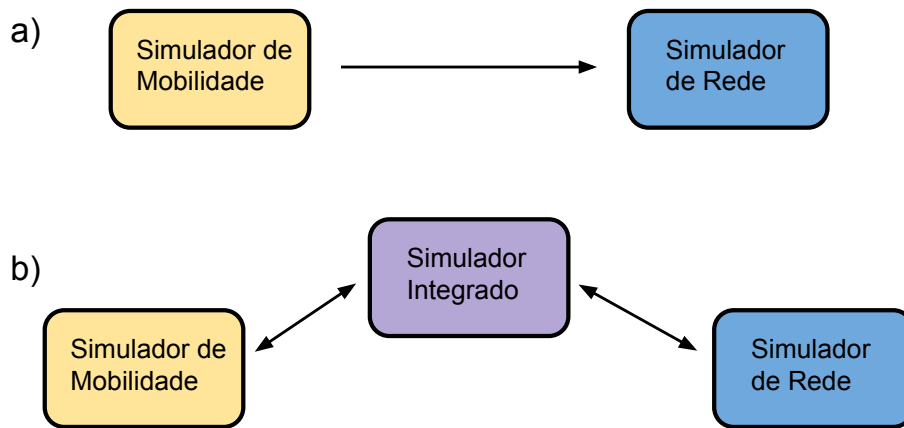 a)
Simulador de
Mobilidade
Simulador
de Rede
b)
Simulador
Integrado
Simulador de
Mobilidade
Simulador
de Rede